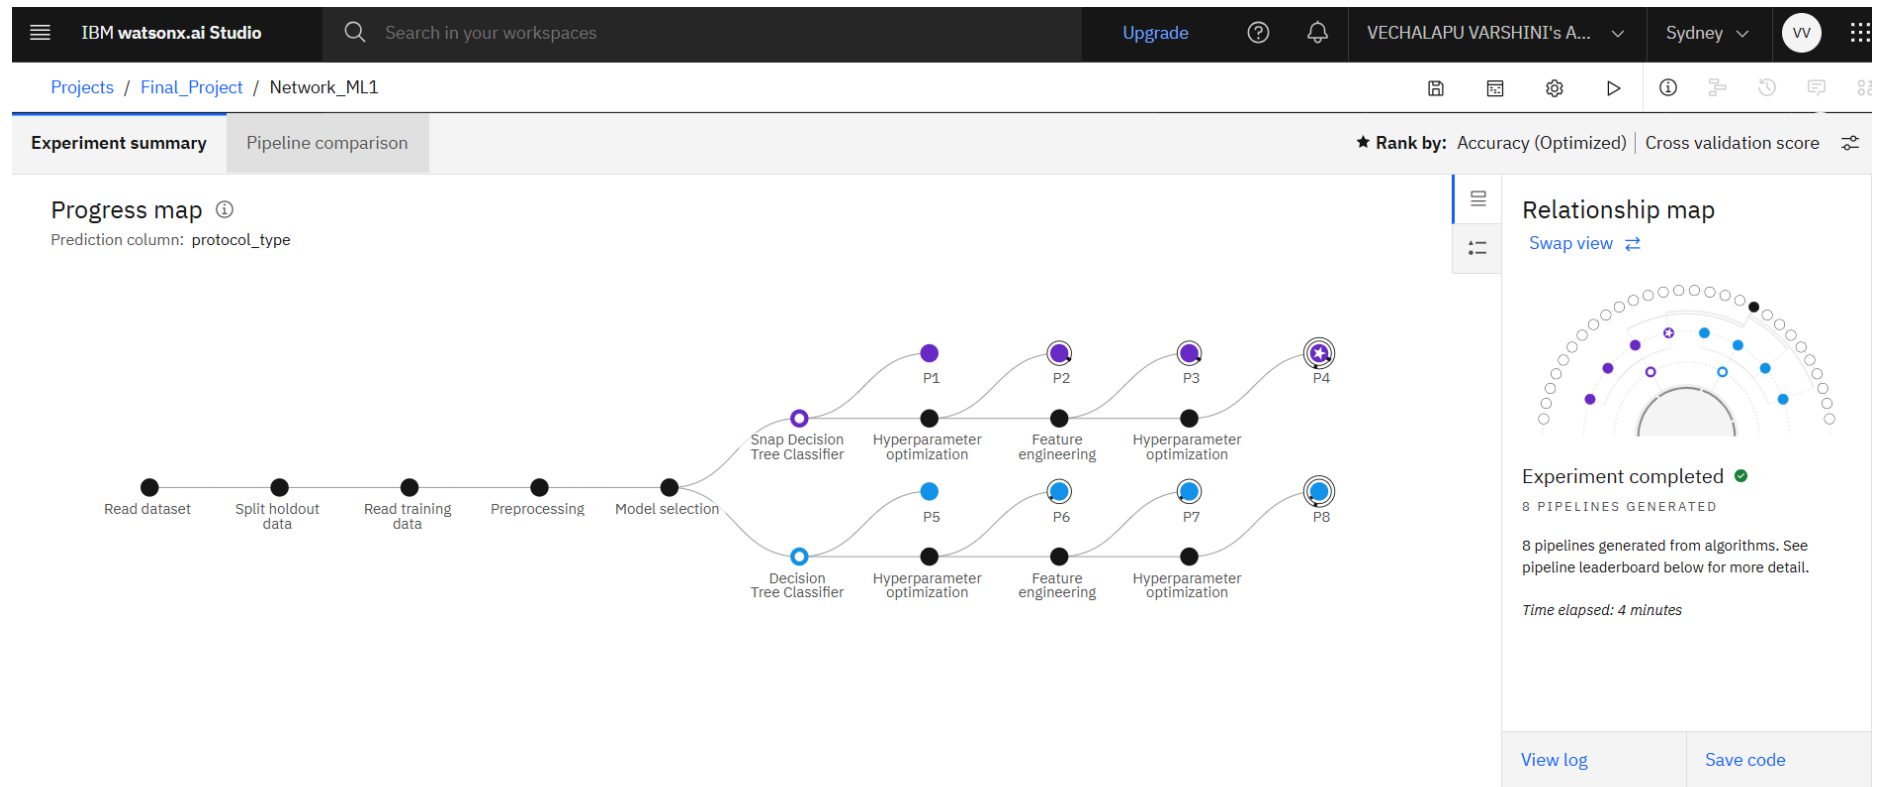 IBM watsonx.ai Studio
Search in your workspaces
Upgrade
VECHALAPU VARSHINI's A...
Sydney
VV
Projects / Final_Project / Network_ML1
Experiment summary
Pipeline comparison
Rank by: Accuracy (Optimized) | Cross validation score
Progress map
Prediction column: protocol_type
P1
P2
P3
P4
Snap Decision
Tree Classifier
Hyperparameter
optimization
Feature
engineering
Hyperparameter
optimization
Read dataset
Split holdout
data
Read training
data
Preprocessing
Model selection
P5
P6
P7
P8
Decision
Tree Classifier
Hyperparameter
optimization
Feature
engineering
Hyperparameter
optimization
Relationship map
Swap view
Experiment completed
8 PIPELINES GENERATED
8 pipelines generated from algorithms. See
pipeline leaderboard below for more detail.
Time elapsed: 4 minutes
View log
Save code